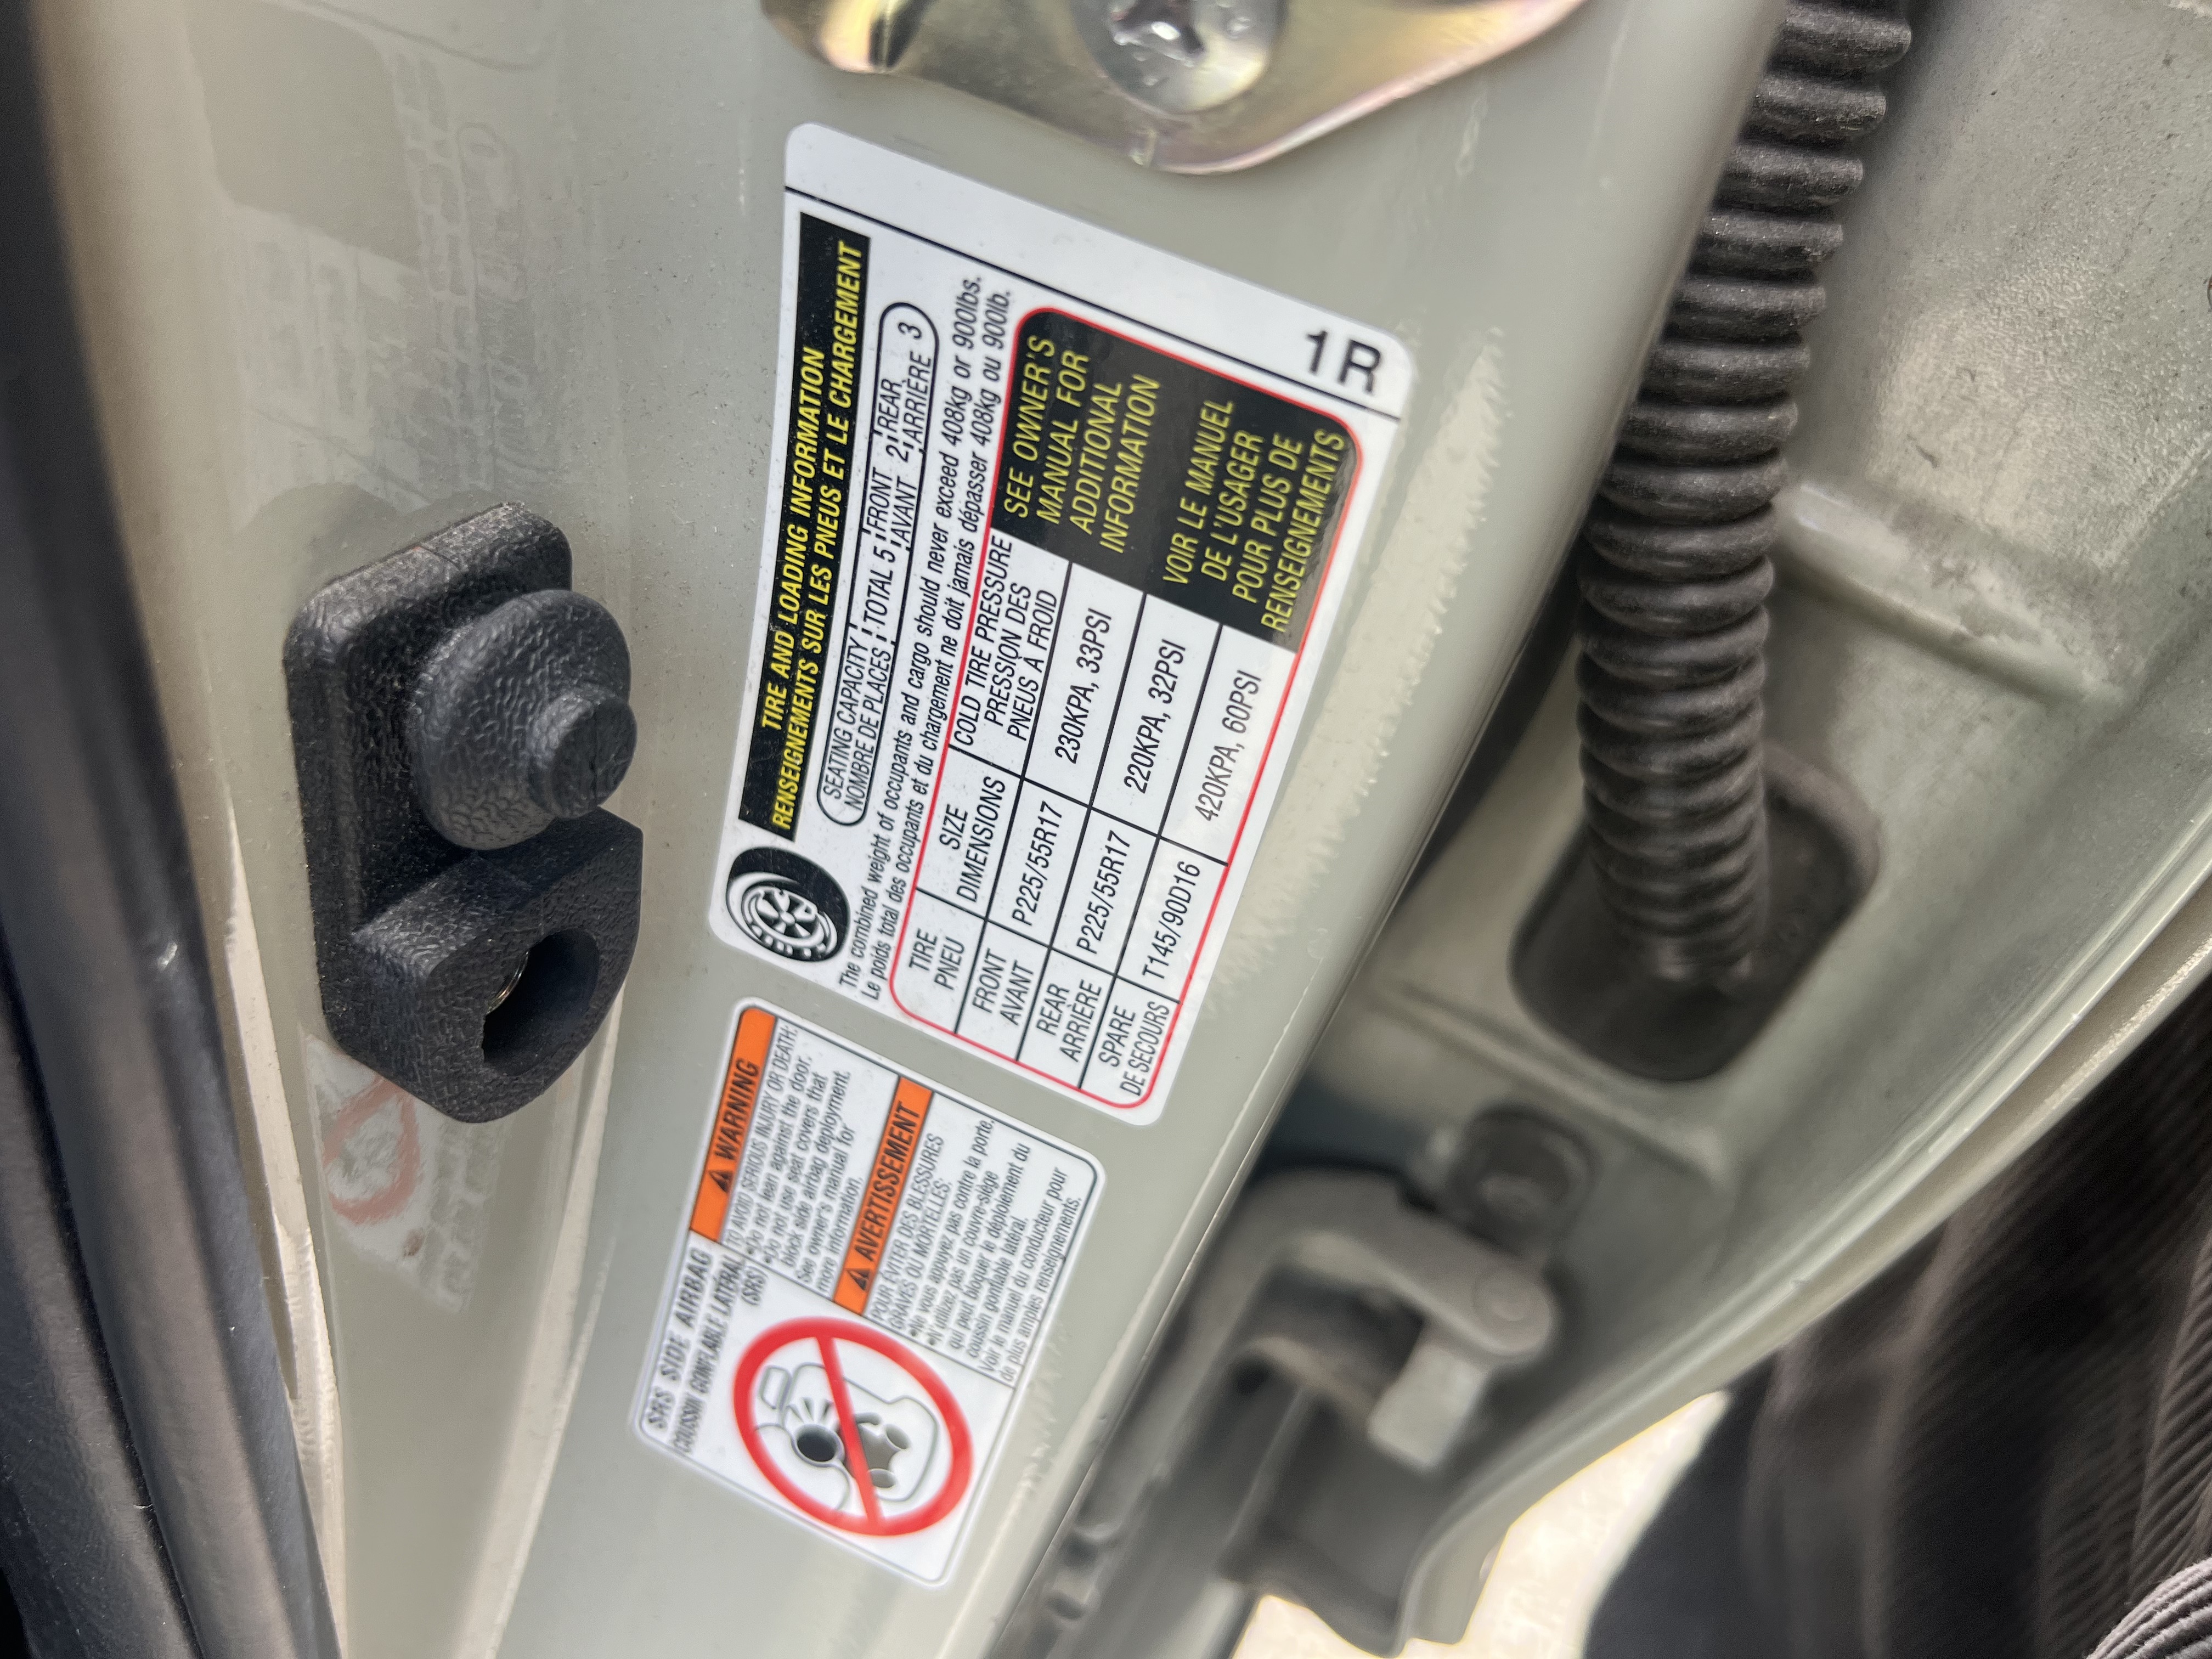 SRS SIDE AIRBAG
COUSSIN GONFLABLE LATÉRAL
(SRS)
WARNING
TO AVOID SERIOUS INJURY OR DEATH:
•Do not lean against the door.
•Do not use seat covers that
block side airbag deployment.
See owner's manual for
more information.
AVERTISSEMENT
POUR ÉVITER DES BLESSURES
GRAVES OU MORTELLES:
•Ne vous appuyez pas contre la porte.
•N'utilizez pas un couvre-siège
qui peut bloquer le déploiement du
coussin gonflable latéral.
Voir le manuel du conducteur pour
de plus amples renseignements.
TIRE AND LOADING INFORMATION
RENSEIGNEMENTS SUR LES PNEUS ET LE CHARGEMENT
SEATING CAPACITY
NOMBRE DE PLACES
TOTAL 5
FRONT
AVANT 2
REAR
ARRIÈRE 3
The combined weight of occupants and cargo should never exceed 408kg or 900lbs.
Le poids total des occupants et du chargement ne doit jamais dépasser 408kg ou 900lb.
TIRE
PNEU
SIZE
DIMENSIONS
COLD TIRE PRESSURE
PRESSION DES
PNEUS À FROID
FRONT
AVANT
P225/55R17
230KPA, 33PSI
REAR
ARRIÈRE
P225/55R17
220KPA, 32PSI
SPARE
DE SECOURS
T145/90D16
420KPA, 60PSI
SEE OWNER'S
MANUAL FOR
ADDITIONAL
INFORMATION
VOIR LE MANUEL
DE L'USAGER
POUR PLUS DE
RENSEIGNEMENTS
1R